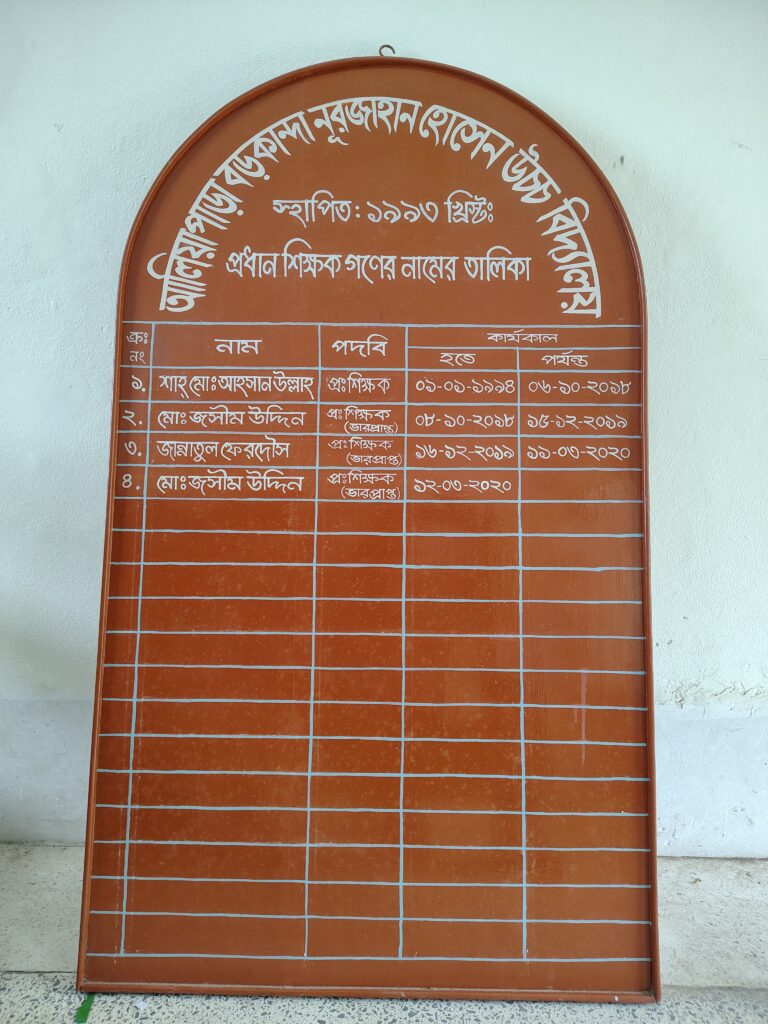 আলিয়াপাড়া বড়কান্দা নূরজাহান হোসেন উচ্চ বিদ্যালয়
স্থাপিত: ১৯৯৩ খ্রিস্টঃ
প্রধান শিক্ষক গণের নামের তালিকা
ক্রঃ নং নাম পদবি কার্যকাল
হতে পর্যন্ত
১. শাহ্ মোঃ আহসান উল্লাহ্ প্রঃ শিক্ষক ০১-০১-১৯৯৪ ০৬-১০-২০১৮
২. মোঃ জসীম উদ্দিন প্রঃ শিক্ষক (ভারপ্রাপ্ত) ০৮-১০-২০১৮ ১৫-১২-২০১৯
৩. জান্নাতুল ফেরদৌস প্রঃ শিক্ষক (ভারপ্রাপ্ত) ১৬-১২-২০১৯ ১১-০৩-২০২০
৪. মোঃ জসীম উদ্দিন প্রঃ শিক্ষক (ভারপ্রাপ্ত) ১২-০৩-২০২০